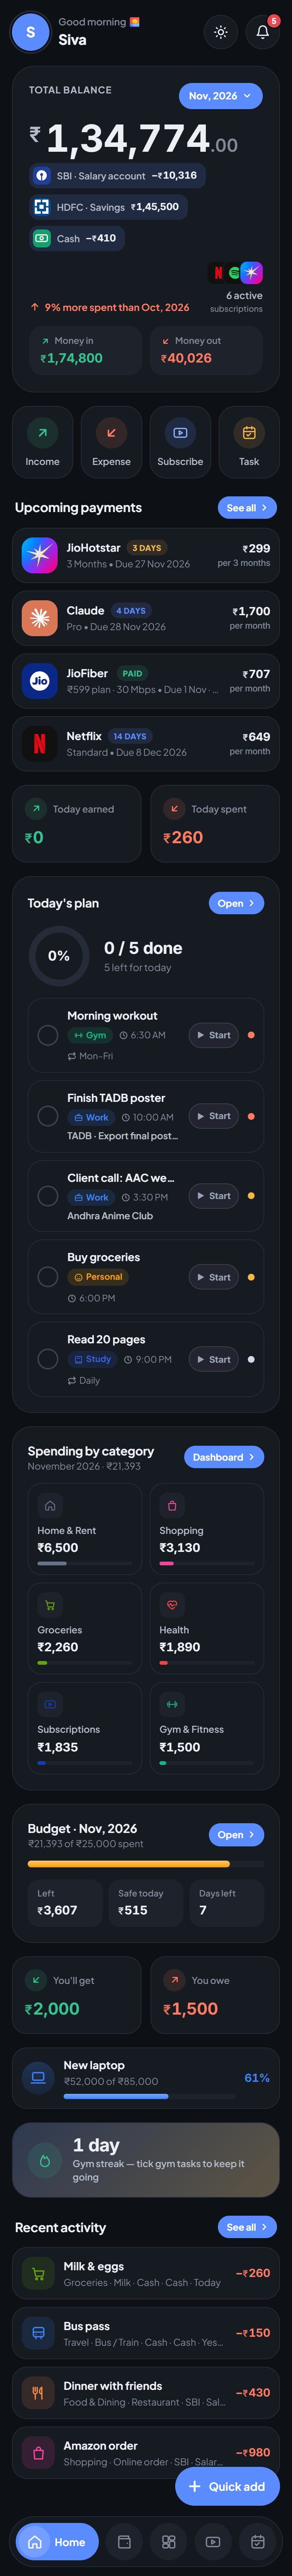 S
Good morning 🌅
Siva
5
TOTAL BALANCE
Nov, 2026
₹1,34,774.00
SBI · Salary account −₹10,316
HDFC · Savings ₹1,45,500
Cash −₹410
6 active
9% more spent than Oct, 2026
subscriptions
Money in
₹1,74,800
Money out
₹40,026
Income
Expense
Subscribe
Task
Upcoming payments
See all
JioHotstar 3 DAYS
₹299
3 Months • Due 27 Nov 2026
per 3 months
Claude 4 DAYS
₹1,700
Pro • Due 28 Nov 2026
per month
Jio
JioFiber PAID
₹707
₹599 plan · 30 Mbps • Due 1 Nov · ...
per month
N
Netflix 14 DAYS
₹649
Standard • Due 8 Dec 2026
per month
Today earned
₹0
Today spent
₹260
Today's plan
Open
0%
0 / 5 done
5 left for today
Morning workout
Gym 6:30 AM
Mon–Fri
Start
Finish TADB poster
Work 10:00 AM
TADB · Export final post...
Start
Client call: AAC we...
Work 3:30 PM
Andhra Anime Club
Start
Buy groceries
Personal
6:00 PM
Start
Read 20 pages
Study 9:00 PM
Daily
Start
Spending by category
November 2026 · ₹21,393
Dashboard
Home & Rent
₹6,500
Shopping
₹3,130
Groceries
₹2,260
Health
₹1,890
Subscriptions
₹1,835
Gym & Fitness
₹1,500
Budget · Nov, 2026
₹21,393 of ₹25,000 spent
Open
Left
₹3,607
Safe today
₹515
Days left
7
You'll get
₹2,000
You owe
₹1,500
New laptop
₹52,000 of ₹85,000
61%
1 day
Gym streak — tick gym tasks to keep it
going
Recent activity
See all
Milk & eggs
Groceries · Milk · Cash · Cash · Today
−₹260
Bus pass
Travel · Bus / Train · Cash · Cash · Yes...
−₹150
Dinner with friends
Food & Dining · Restaurant · SBI · Sal...
−₹430
Amazon order
Shopping · Online order · SBI · Salar...
−₹980
Quick add
Home